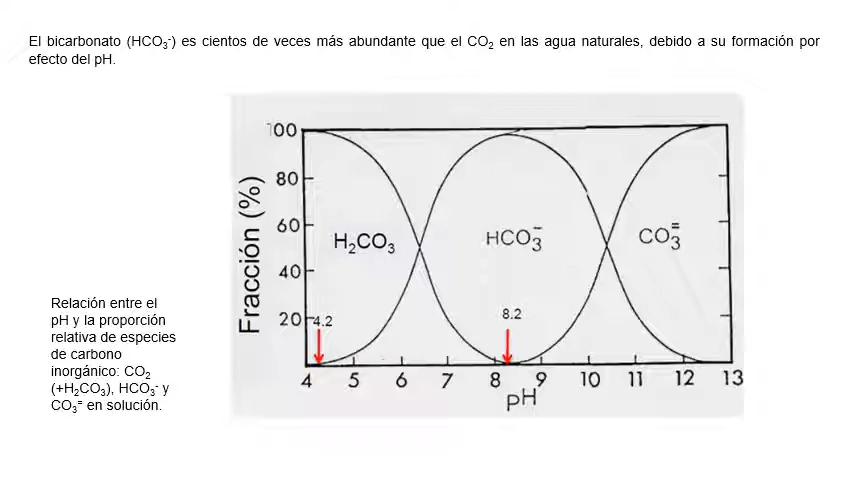 El bicarbonato (HCO₃⁻) es cientos de veces más abundante que el CO₂ en las agua naturales, debido a su formación por
efecto del pH.
100
80
60
40
20
Fracción (%)
H₂CO₃
HCO₃⁻
CO₃⁼
4.2
8.2
4 5 6 7 8 9 10 11 12 13
pH
Relación entre el
pH y la proporción
relativa de especies
de carbono
inorgánico: CO₂
(+H₂CO₃), HCO₃⁻ y
CO₃⁼ en solución.